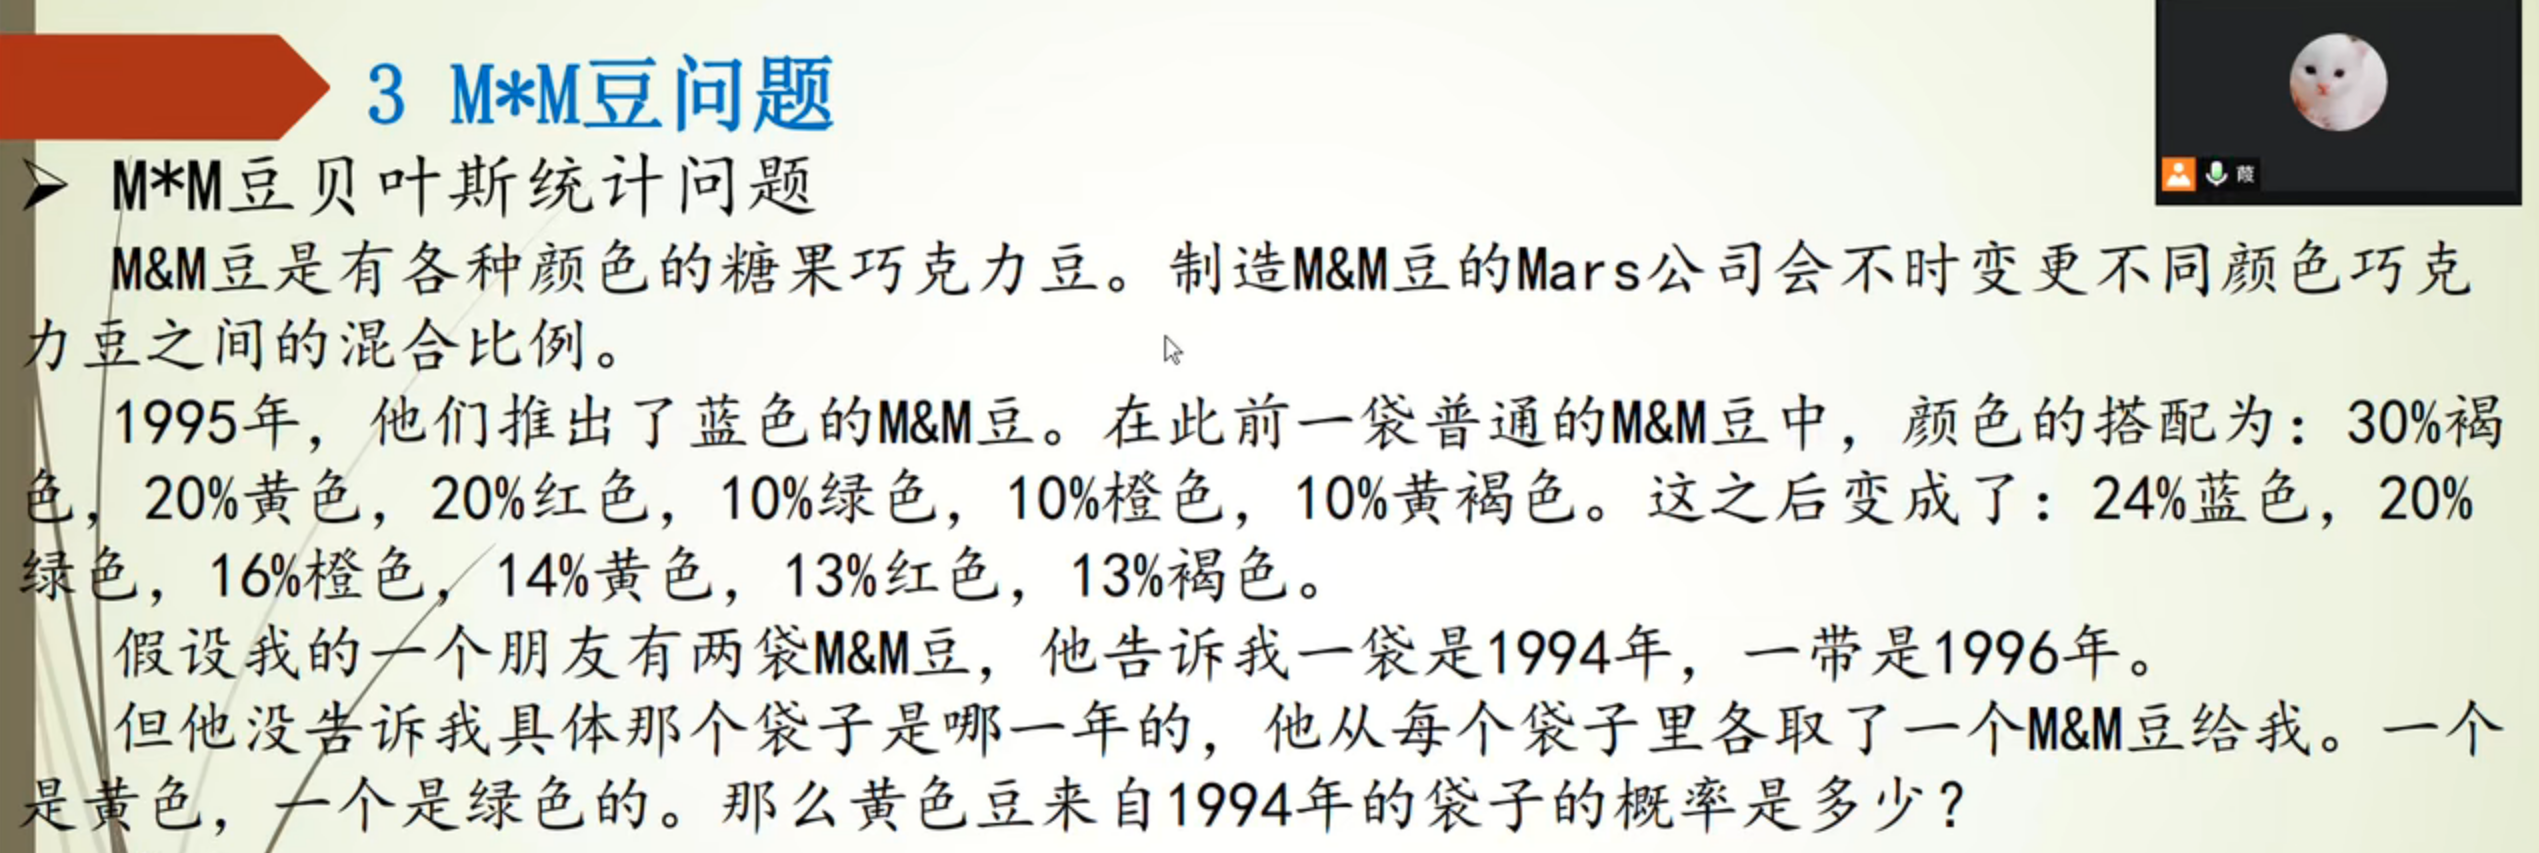 3 M*M豆问题
M*M豆贝叶斯统计问题
M&M豆是有各种颜色的糖果巧克力豆。制造M&M豆的Mars公司会不时变更不同颜色巧克
力豆之间的混合比例。
1995年，他们推出了蓝色的M&M豆。在此前一袋普通的M&M豆中，颜色的搭配为：30%褐
色，20%黄色，20%红色，10%绿色，10%橙色，10%黄褐色。这之后变成了：24%蓝色，20%
绿色，16%橙色，14%黄色，13%红色，13%褐色。
假设我的一个朋友有两袋M&M豆，他告诉我一袋是1994年，一带是1996年。
但他没告诉我具体那个袋子是哪一年的，他从每个袋子里各取了一个M&M豆给我。一个
是黄色，一个是绿色的。那么黄色豆来自1994年的袋子的概率是多少？
葭